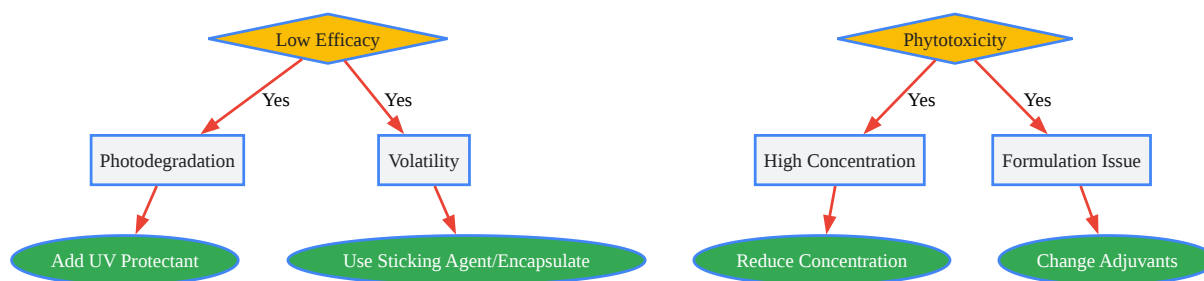 Low Efficacy
Phytotoxicity
Yes
Yes
Yes
Yes
Photodegradation
Volatility
High Concentration
Formulation Issue
Add UV Protectant
Use Sticking Agent/Encapsulate
Reduce Concentration
Change Adjuvants